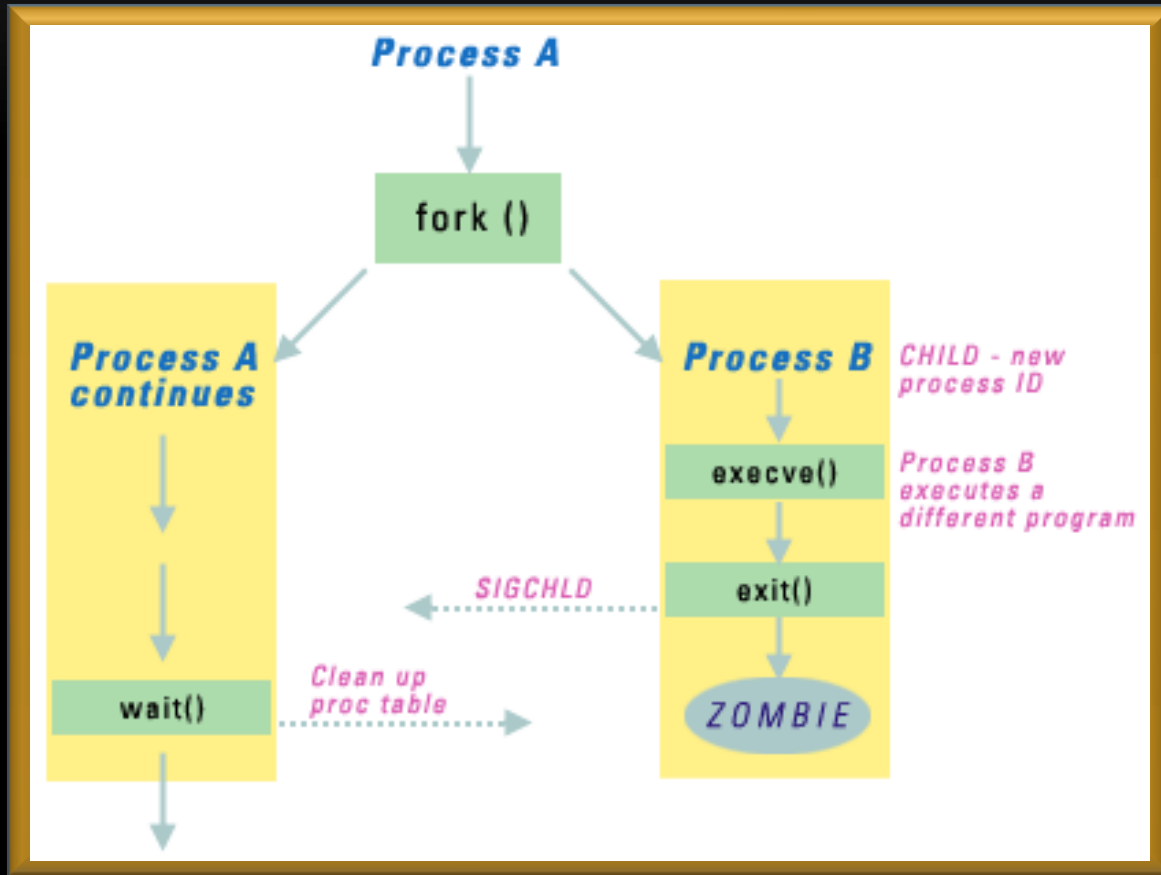 Process A
fork ()
Process A
continues
wait()
Process B
execve()
exit()
ZOMBIE
CHILD - new
process ID
Process B
executes a
different program
SIGCHLD
Clean up
proc table